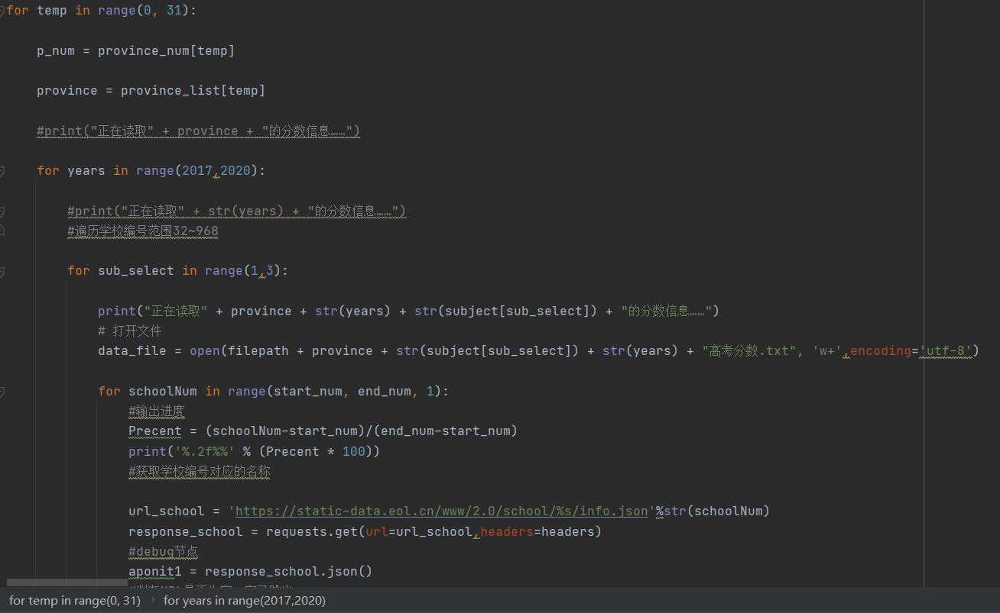 for temp in range(0, 31):
p_num = province_num[temp]
province = province_list[temp]
#print("正在读取" + province + "的分数信息……")
for years in range(2017,2020):
#print("正在读取" + str(years) + "的分数信息……")
#遍历学校编号范围32~968
for sub_select in range(1,3):
print("正在读取" + province + str(years) + str(subject[sub_select]) + "的分数信息……")
# 打开文件
data_file = open(filepath + province + str(subject[sub_select]) + str(years) + "高考分数.txt", 'w+',encoding='utf-8')
for schoolNum in range(start_num, end_num, 1):
#输出进度
Precent = (schoolNum-start_num)/(end_num-start_num)
print('%.2f%%' % (Precent * 100))
#获取学校编号对应的名称
url_school = 'https://static-data.eol.cn/www/2.0/school/%s/info.json'%str(schoolNum)
response_school = requests.get(url=url_school,headers=headers)
#debug节点
aponit1 = response_school.json()
for temp in range(0, 31) › for years in range(2017,2020)